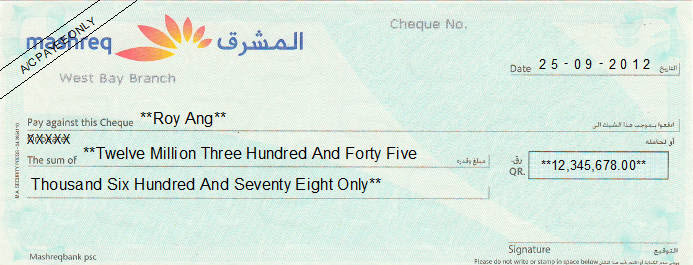 A/C PAYEE ONLY
mashreq المشرق
Cheque No.
West Bay Branch
Date 25-09-2012 التاريخ
Pay against this Cheque **Roy Ang** ادفعوا بموجب هذا الشيك الى
XXXXX أو لحامله
The sum of **Twelve Million Three Hundred And Forty Five مبلغ وقدره
ر.ق. QR. **12,345,678.00**
Thousand Six Hundred And Seventy Eight Only**
Signature التوقيع
Mashreqbank psc
Please do not write or stamp in space below